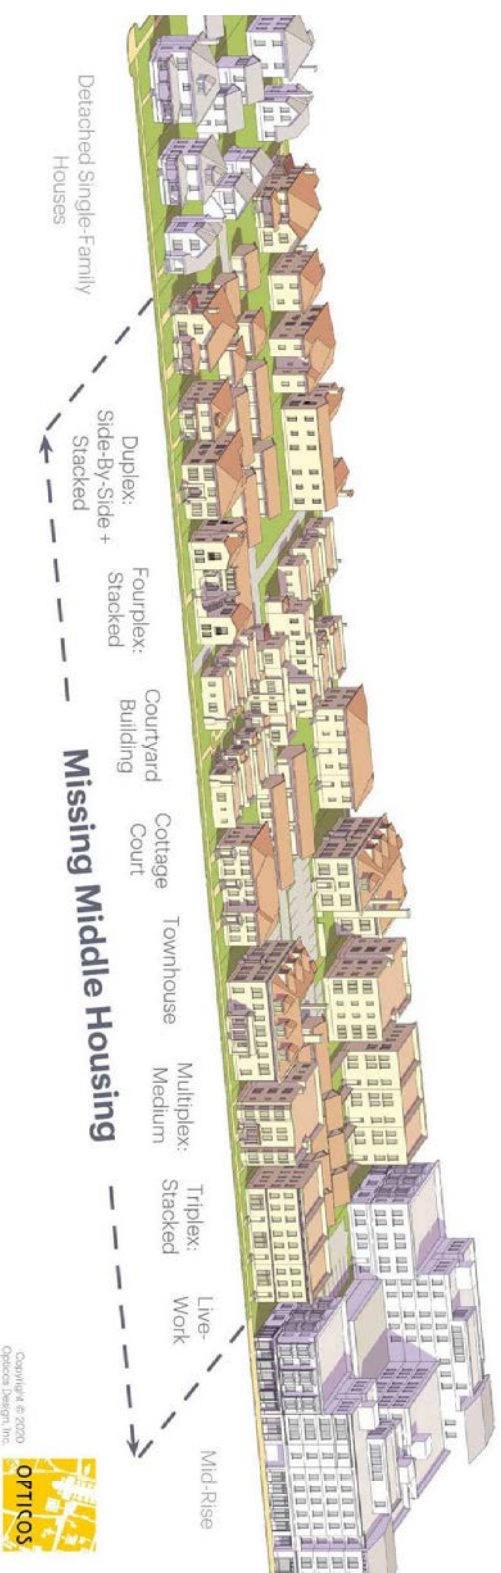 Detached Single-Family
Houses
Duplex:
Side-By-Side +
Stacked
Fourplex:
Stacked
Courtyard
Building
Cottage
Court
Townhouse
Multiplex:
Medium
Triplex:
Stacked
Live-
Work
Mid-Rise
Missing Middle Housing
Copyright © 2020
Opticos Design, Inc.
OPTICOS